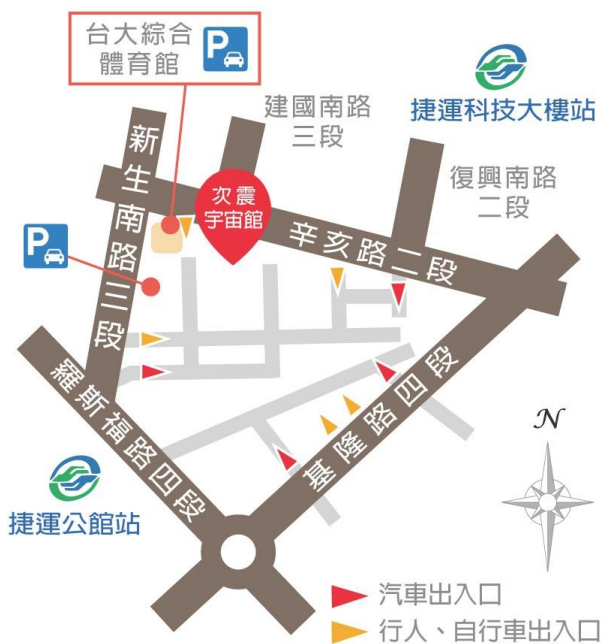 台大綜合
體育館
P
捷運科技大樓站
建國南路
三段
復興南路
二段
新生南路三段
次震
宇宙館
辛亥路二段
P
羅斯福路四段
基隆路四段
捷運公館站
N
汽車出入口
行人、自行車出入口